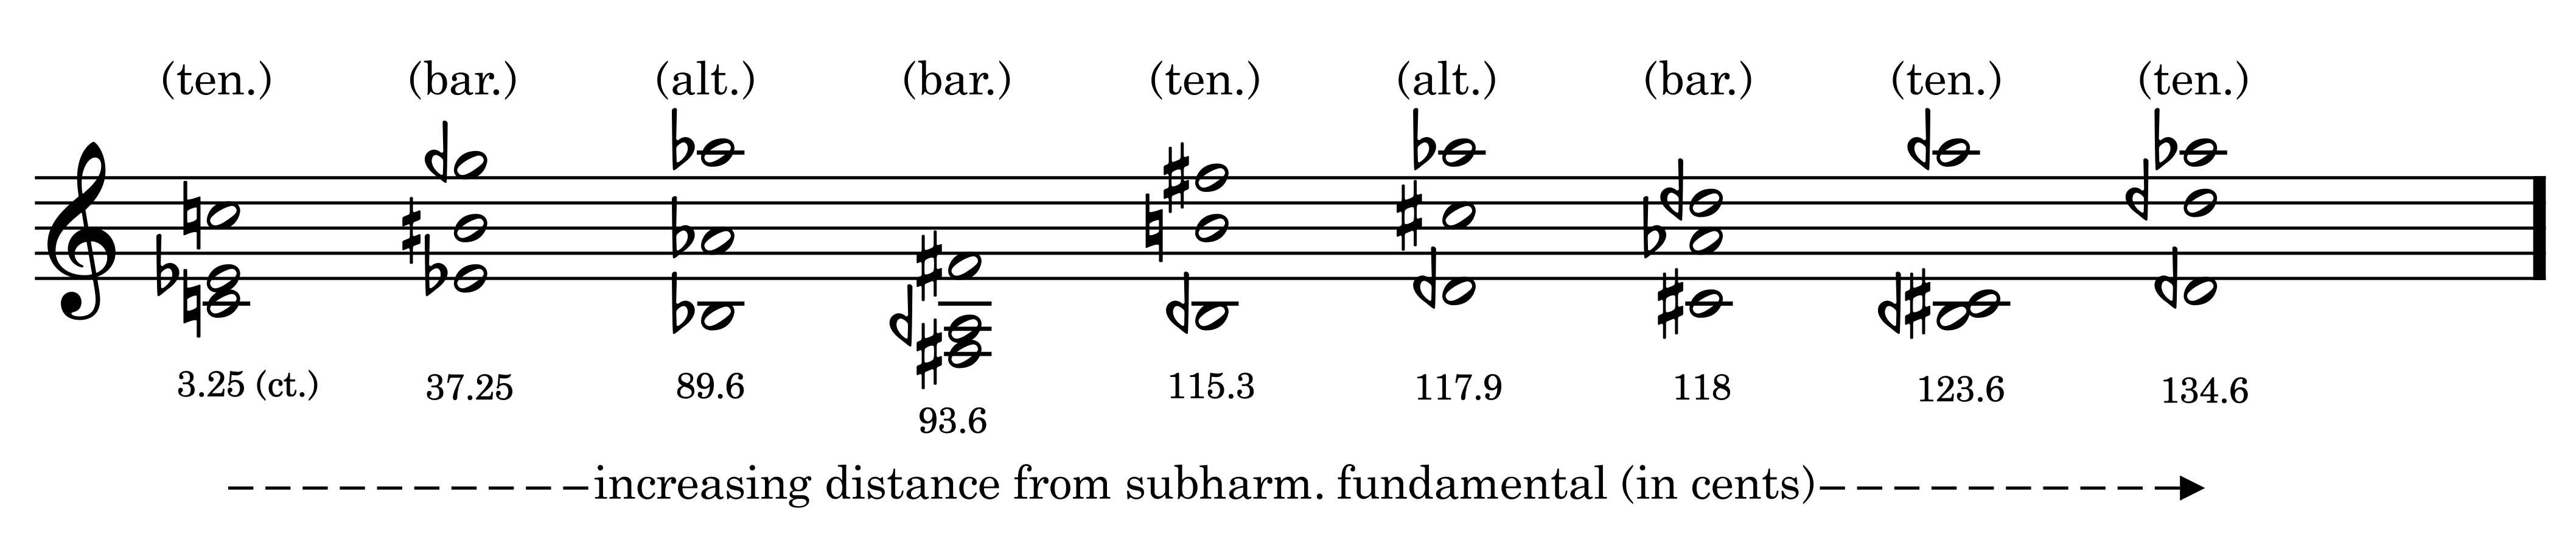 (ten.) (bar.) (alt.) (bar.) (ten.) (alt.) (bar.) (ten.) (ten.)
3.25 (ct.) 37.25 89.6 93.6 115.3 117.9 118 123.6 134.6
increasing distance from subharm. fundamental (in cents)